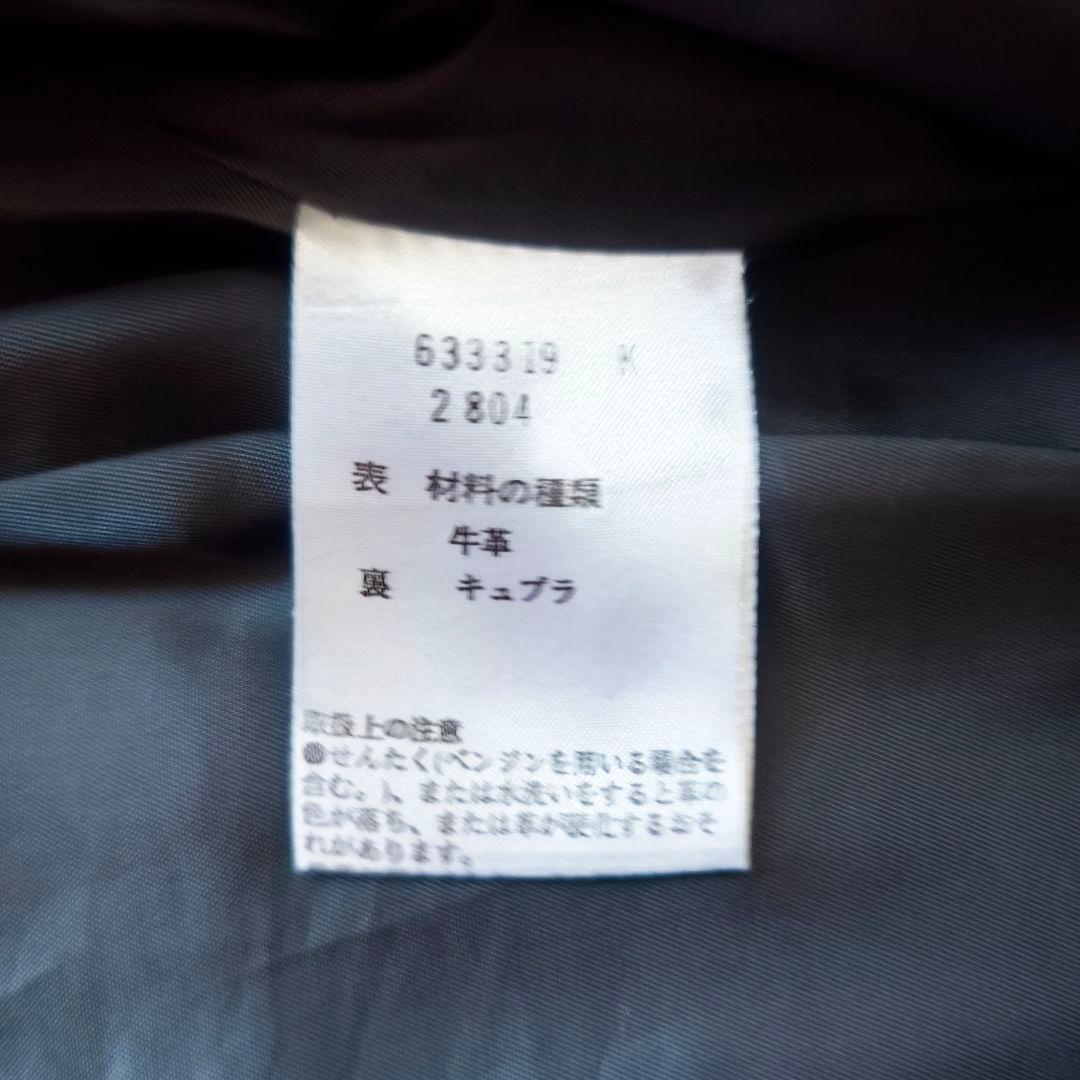 633319 K
2804
表 材料の種類
牛革
裏 キュプラ
取扱上の注意
●せんたく(ベンジンを用いる場合を
含む。)、または水洗いをすると革の
色が落ち、または革が硬化するおそ
れがあります。